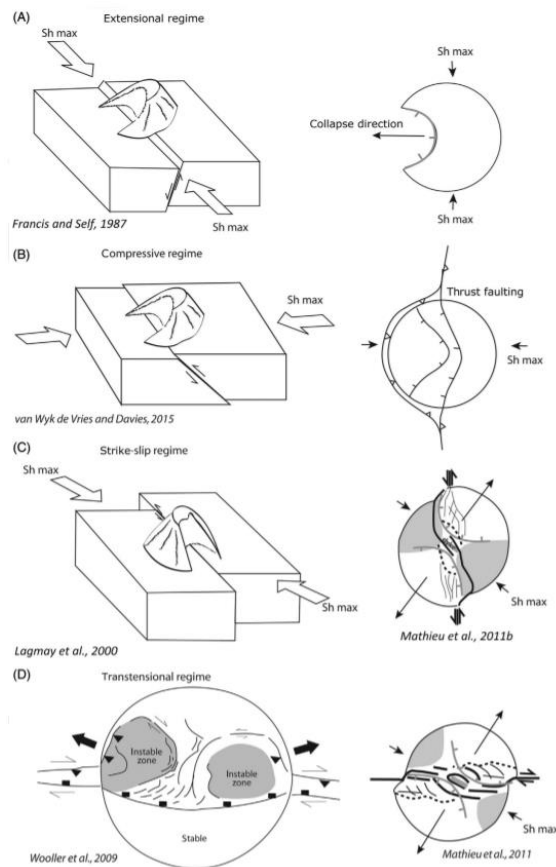 (A)
Extensional regime
Sh max
Sh max
Collapse direction
Sh max
Sh max
Francis and Self, 1987
(B)
Compressive regime
Sh max
Thrust faulting
Sh max
van Wyk de Vries and Davies, 2015
(C)
Strike-slip regime
Sh max
Sh max
Sh max
Lagmay et al., 2000
Mathieu et al., 2011b
(D)
Transtensional regime
Instable
zone
Instable
zone
Stable
Sh max
Wooller et al., 2009
Mathieu et al., 2011